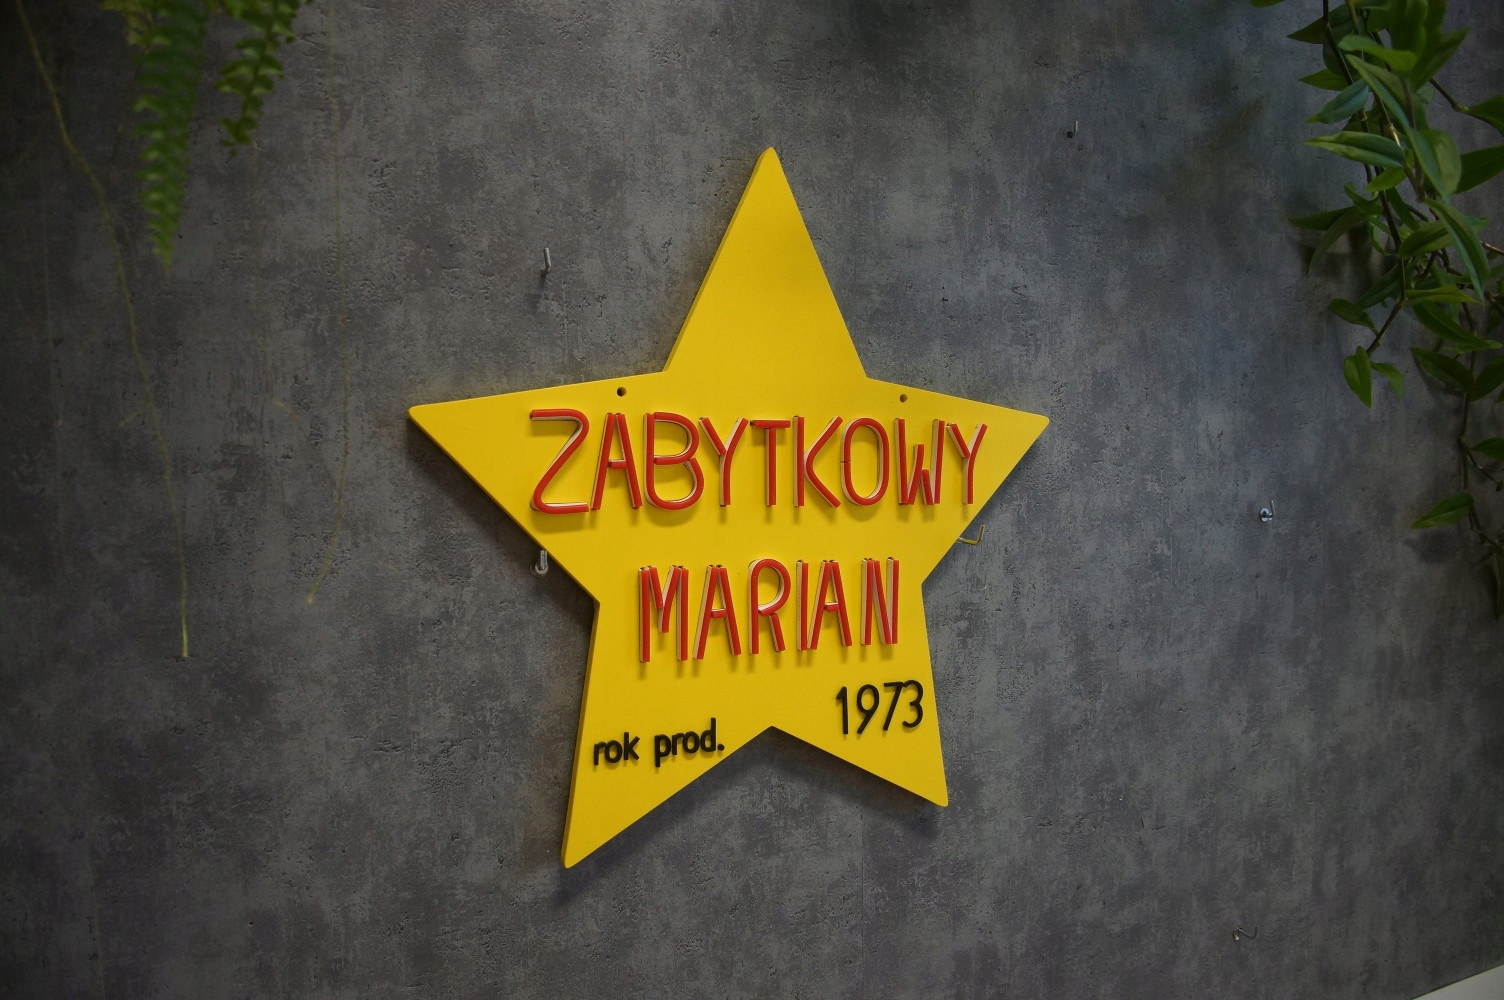 ZABYTKOWY
MARIAN
rok prod. 1973